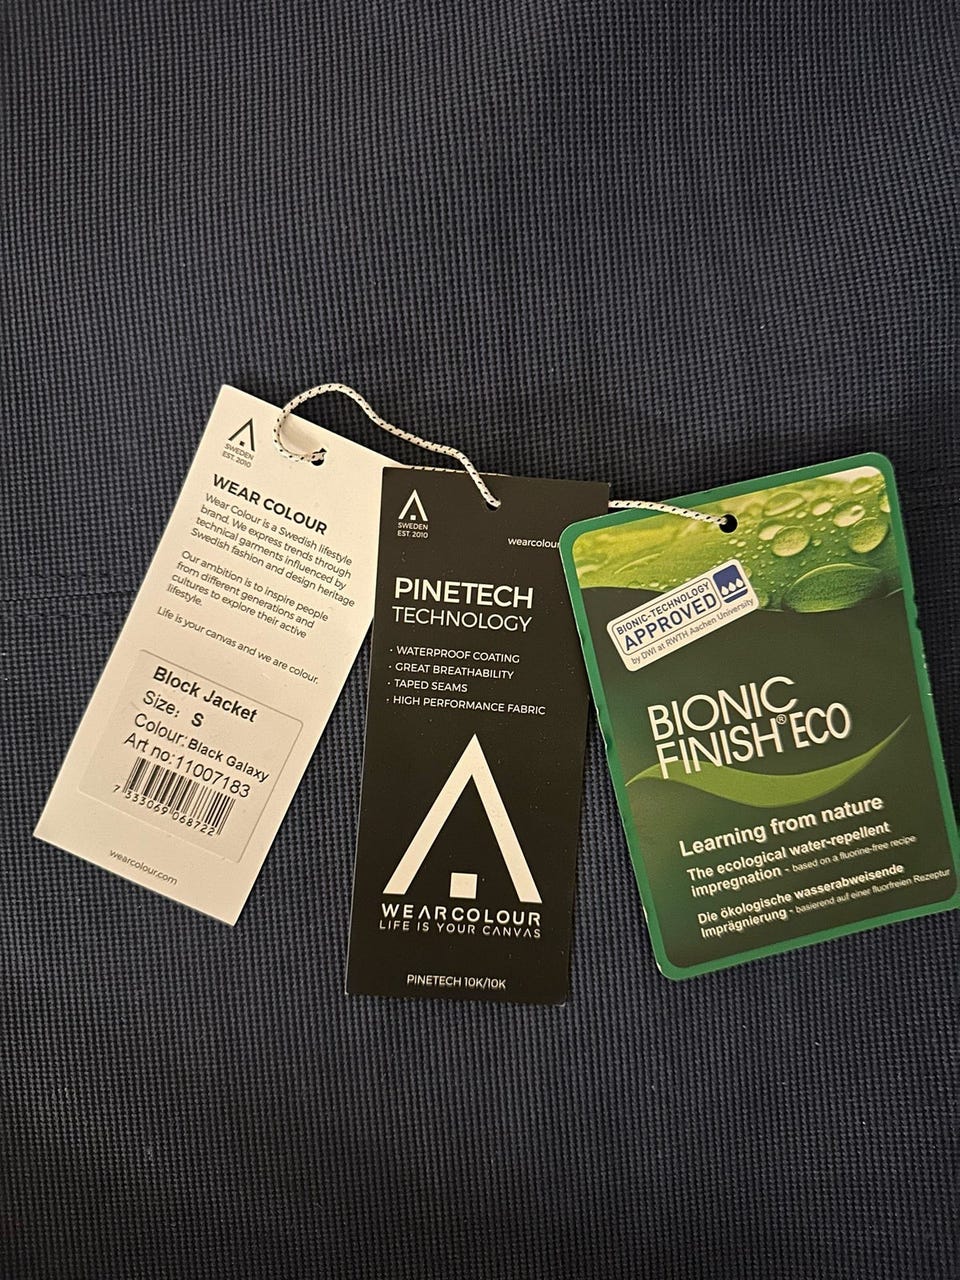 SWEDEN
EST. 2010
WEAR COLOUR
Wear Colour is a Swedish lifestyle
brand. We express trends through
technical garments influenced by
Swedish fashion and design heritage
Our ambition is to inspire people
from different generations and
cultures to explore their active
lifestyle.
Life is your canvas and we are colour.
Block Jacket
Size: S
Colour: Black Galaxy
Art no:11007183
7 333069 068722
wearcolour.com
SWEDEN
EST. 2010
wearcolour
PINETECH
TECHNOLOGY
· WATERPROOF COATING
· GREAT BREATHABILITY
· TAPED SEAMS
· HIGH PERFORMANCE FABRIC
WEARCOLOUR
LIFE IS YOUR CANVAS
PINETECH 10K/10K
BIONIC-TECHNOLOGY
APPROVED
by DWI at RWTH Aachen University
BIONIC
FINISH® ECO
Learning from nature
The ecological water-repellent
impregnation - based on a fluorine-free recipe
Die ökologische wasserabweisende
Imprägnierung - basierend auf einer fluorfreien Rezeptur